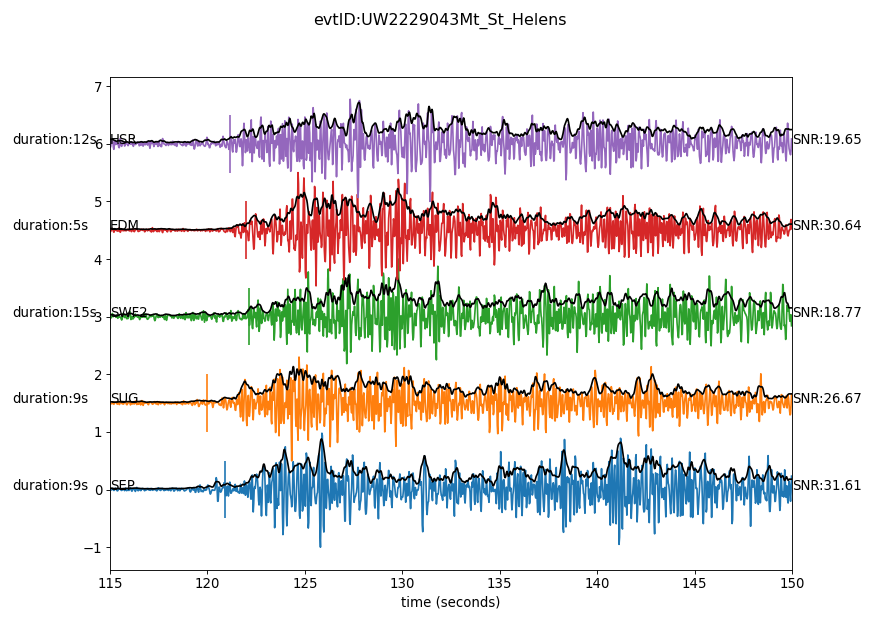 evtID:UW2229043Mt_St_Helens
7
duration:12s HSR SNR:19.65
6
5
duration:5s EDM SNR:30.64
4
duration:15s SWF2 SNR:18.77
3
2
duration:9s SUG SNR:26.67
1
duration:9s SEP SNR:31.61
0
−1
115 120 125 130 135 140 145 150
time (seconds)